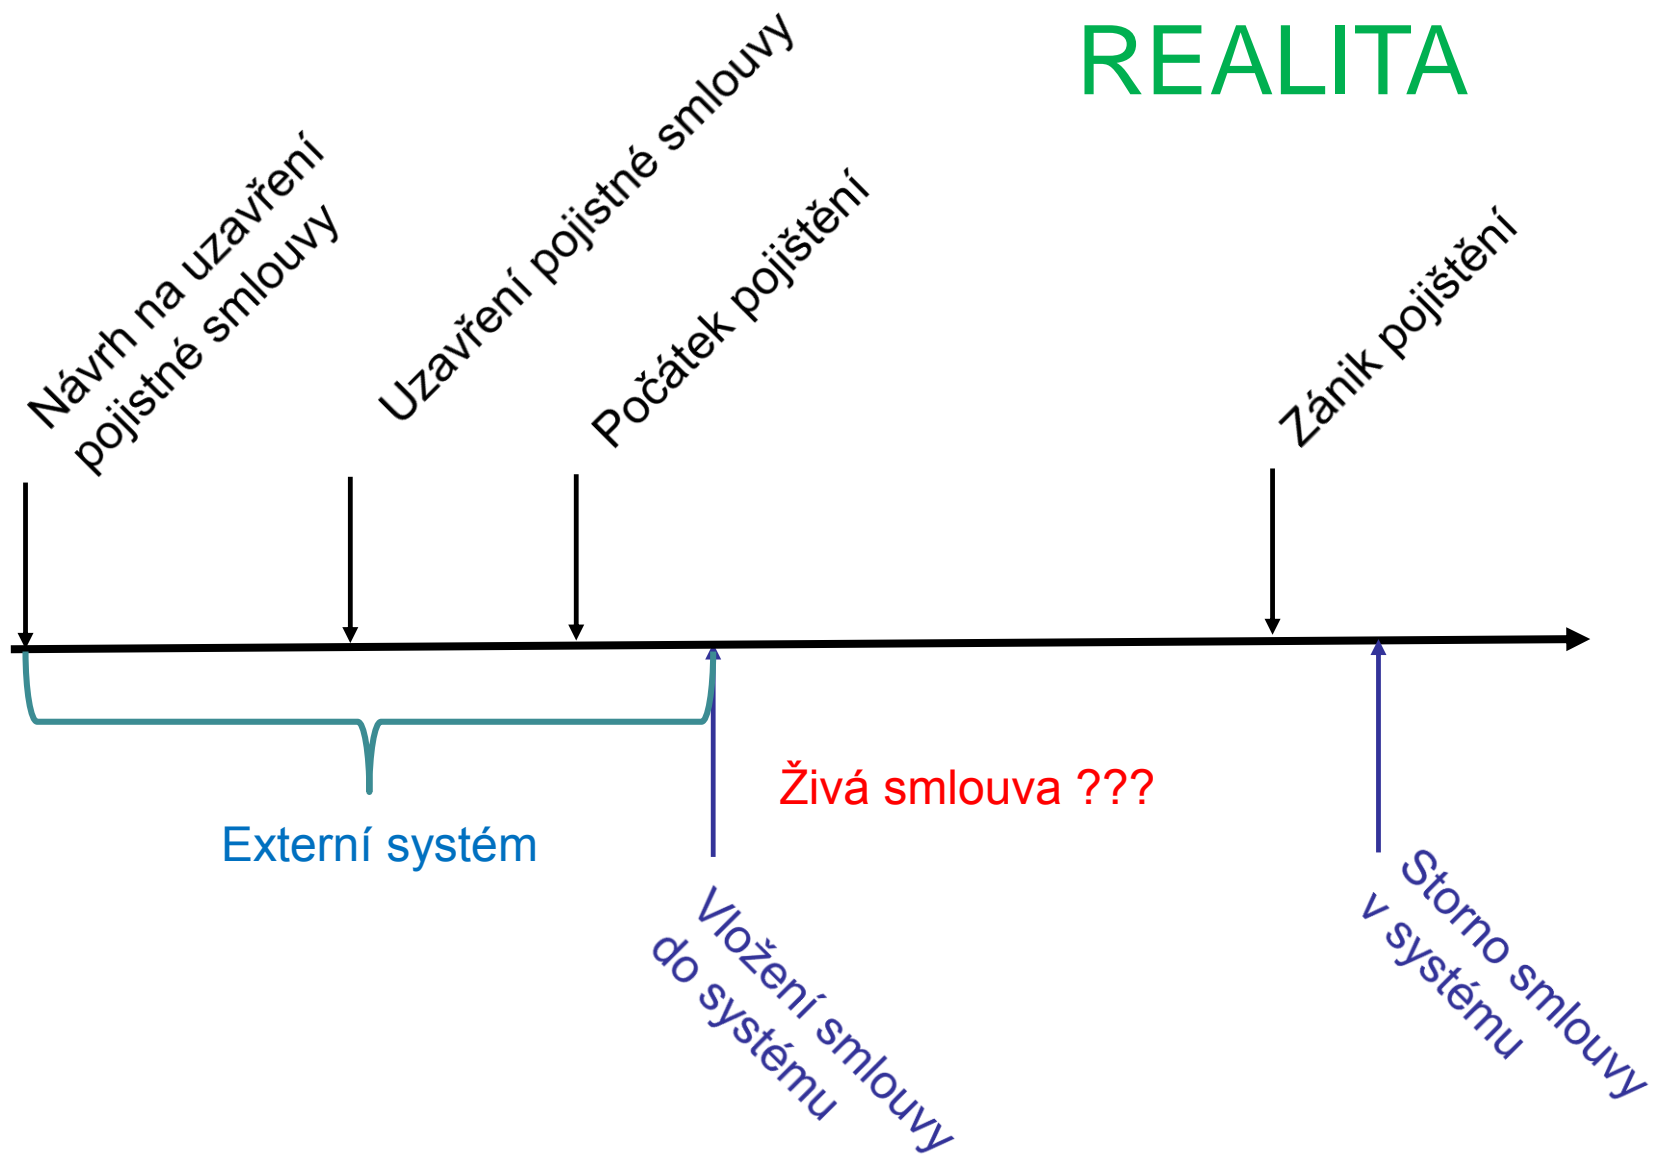 REALITA
Návrh na uzavření
pojistné smlouvy
Uzavření pojistné smlouvy
Počátek pojištění
Zánik pojištění
Živá smlouva ???
Externí systém
Vložení smlouvy
do systému
Storno smlouvy
v systému